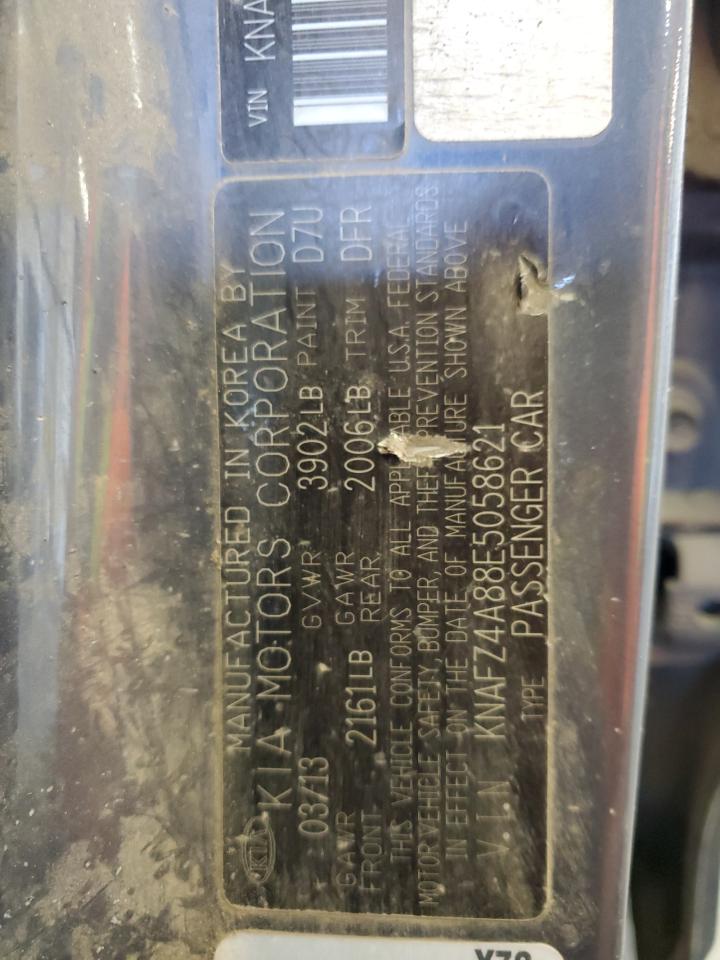 KIA
MANUFACTURED IN KOREA BY
KIA MOTORS CORPORATION
03/13 GVWR 3902LB PAINT D7U
GAWR FRONT 2161LB GAWR REAR 2006LB TRIM DFR
THIS VEHICLE CONFORMS TO ALL U.S.A. FEDERAL
MOTOR VEHICLE SAFETY, BUMPER, AND PREVENTION STANDARDS
IN EFFECT ON THE DATE OF MANUFACTURE SHOWN ABOVE
V.I.N KNAFZ4A88E5058621
TYPE PASSENGER CAR
VIN KNA